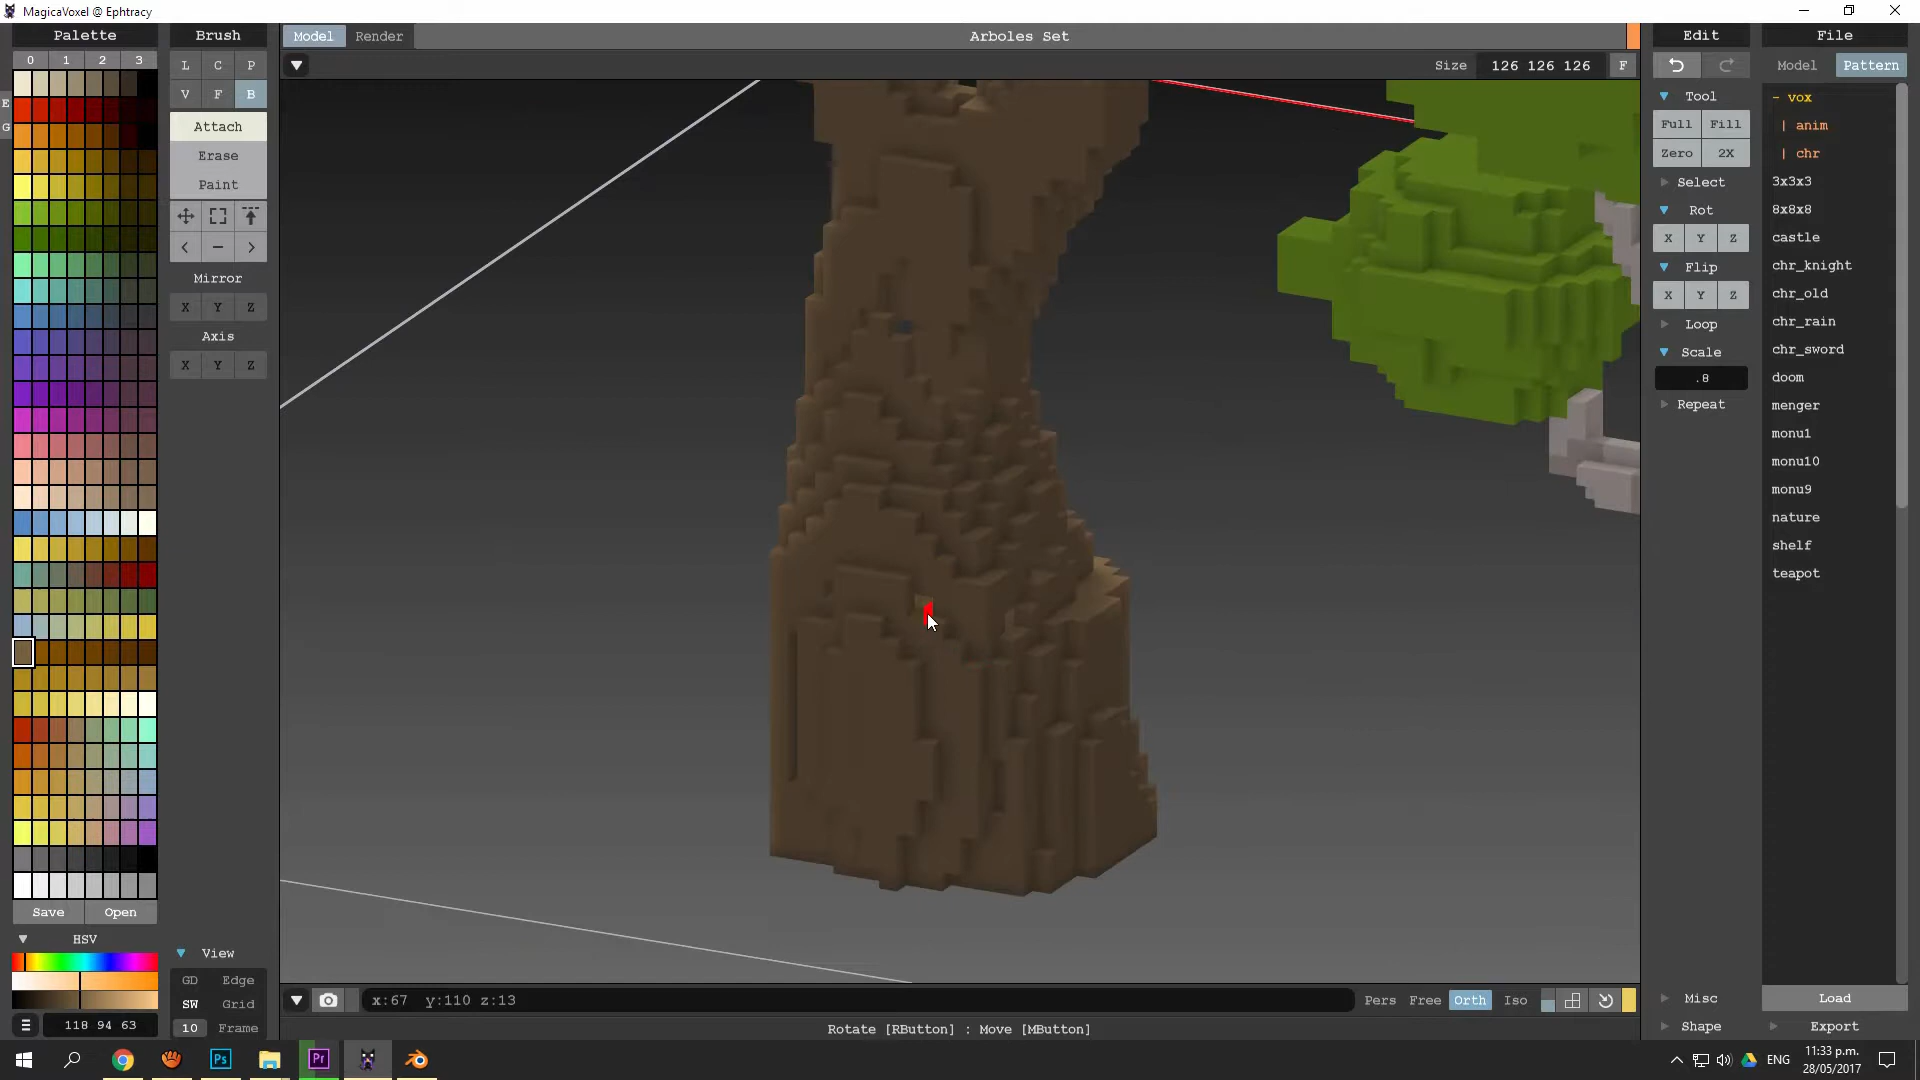 MagicaVoxel @ Ephtracy
Palette
Brush
Model
Render
Arboles Set
Edit
File
0 1 2 3
L C P
Size 126 126 126 F
Model
Pattern
V F B
E
G
Tool
- vox
Attach
Full Fill
| anim
Erase
Zero 2X
| chr
Paint
Select
3x3x3
Rot
8x8x8
< - >
X Y Z
castle
Mirror
Flip
chr_knight
X Y Z
X Y Z
chr_old
Axis
Loop
chr_rain
X Y Z
Scale
chr_sword
.8
doom
Repeat
menger
monu1
monu10
monu9
nature
shelf
teapot
Save Open
HSV
View
GD Edge
SW Grid
10 Frame
118 94 63
x:67 y:110 z:13
Pers Free Orth Iso
Misc
Load
Shape
Export
Rotate [RButton] : Move [MButton]
Ps
Pr
ENG
11:33 p.m.
28/05/2017